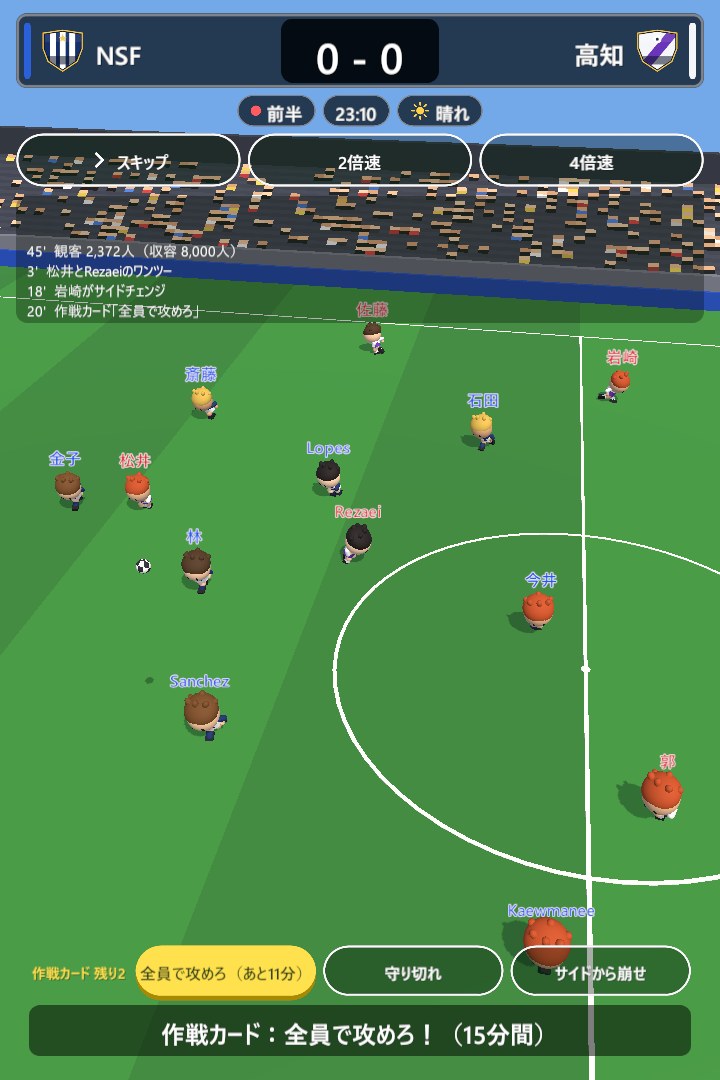 NSF 0 - 0 高知
前半 23:10 晴れ
スキップ 2倍速 4倍速
45' 観客 2,372人（収容 8,000人）
3' 松井とRezaeiのワンツー
18' 岩崎がサイドチェンジ
20' 作戦カード「全員で攻めろ」
佐藤
岩崎
斎藤
石田
Lopes
金子
松井
Rezaei
林
今井
Sanchez
郭
Kaewmanee
作戦カード 残り2 全員で攻めろ（あと11分） 守り切れ サイドから崩せ
作戦カード：全員で攻めろ！（15分間）